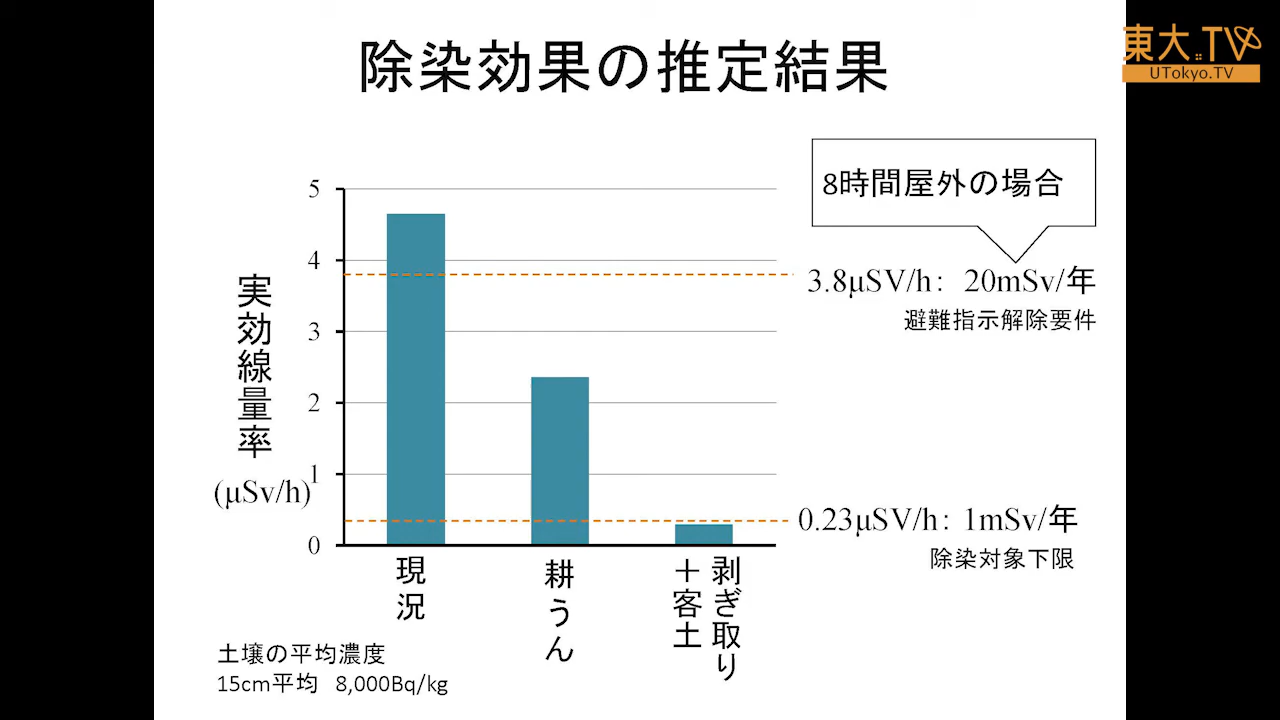 除染効果の推定結果
東大.TV
UTokyo.TV
8時間屋外の場合
5
4
3
2
1
0
実効線量率
(μSv/h)
3.8μSV/h： 20mSv/年
避難指示解除要件
0.23μSV/h： 1mSv/年
除染対象下限
現況
耕うん
剥ぎ取り
＋客土
土壌の平均濃度
15cm平均 8,000Bq/kg